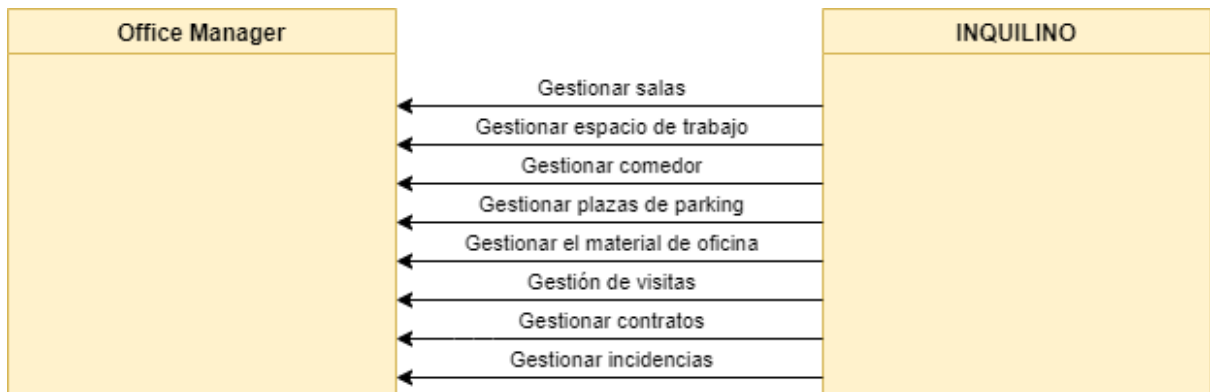 Office Manager
INQUILINO
Gestionar salas
Gestionar espacio de trabajo
Gestionar comedor
Gestionar plazas de parking
Gestionar el material de oficina
Gestión de visitas
Gestionar contratos
Gestionar incidencias